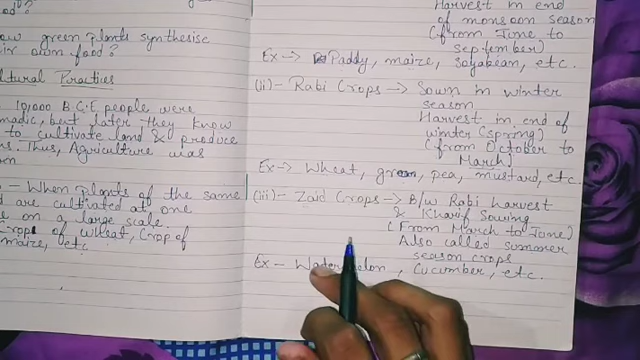 how green plants synthesise
their own food?
ultural Practices
10,000 B.C.E people were
madic, but later they know
to cultivate land & produce
Thus, Agriculture was
- When plants of the same
d are cultivated at one
e on a large scale.
Crop of wheat, Crop of
maize, etc
Harvest in end
of monsoon season
(from June to
september)
Ex → Paddy, maize, soyabean, etc.
(ii)- Rabi Crops → Sown in winter
season
Harvest in end of
winter (spring)
(from October to
March)
Ex → Wheat, gram, pea, mustard, etc.
(iii)- Zaid Crops → B/w Rabi harvest
& Kharif Sowing
(From March to June)
Also called summer
season crops
Ex - Watermelon, Cucumber, etc.